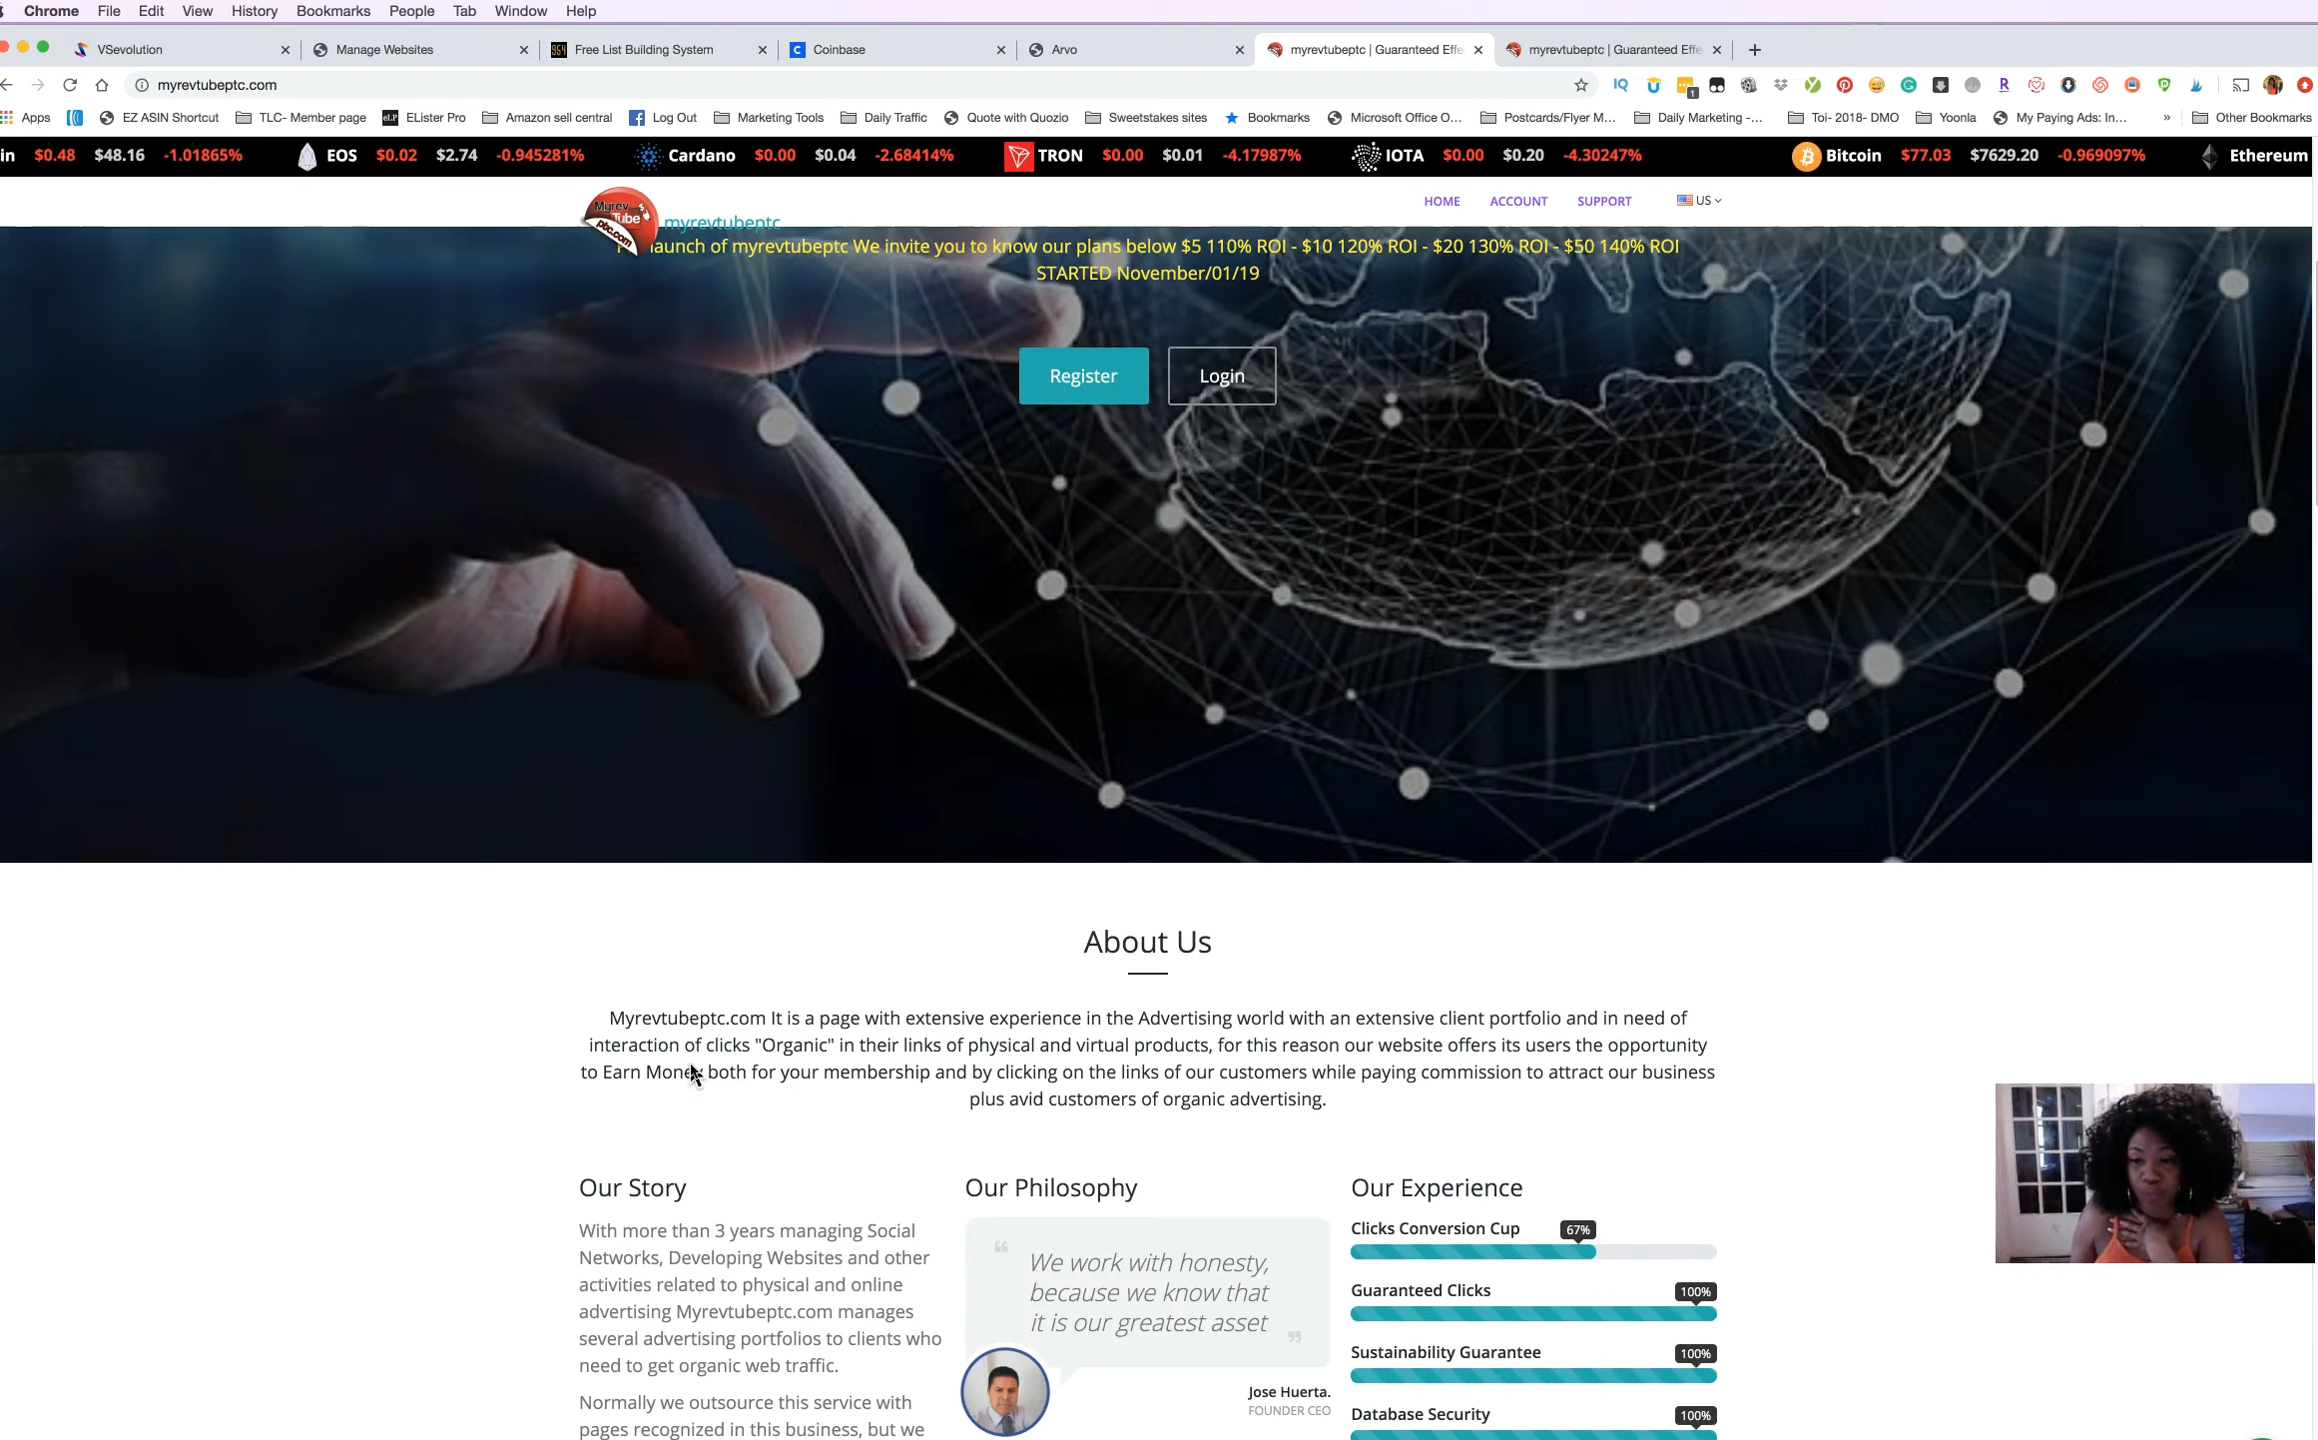 Chrome File Edit View History Bookmarks People Tab Window Help
VSevolution Manage Websites Free List Building System Coinbase Arvo myrevtubeptc | Guaranteed Effe myrevtubeptc | Guaranteed Effe
myrevtubeptc.com
1
Apps EZ ASIN Shortcut TLC- Member page eLP ELister Pro Amazon sell central Log Out Marketing Tools Daily Traffic Quote with Quozio Sweetstakes sites Bookmarks Microsoft Office O... Postcards/Flyer M... Daily Marketing -... Toi- 2018- DMO Yoonla My Paying Ads: In... » Other Bookmarks
in $0.48 $48.16 -1.01865% EOS $0.02 $2.74 -0.945281% Cardano $0.00 $0.04 -2.68414% TRON $0.00 $0.01 -4.17987% IOTA $0.00 $0.20 -4.30247% Bitcoin $77.03 $7629.20 -0.969097% Ethereum
Myrev Tube ptc.com
myrevtubeptc
HOME ACCOUNT SUPPORT US
launch of myrevtubeptc We invite you to know our plans below $5 110% ROI - $10 120% ROI - $20 130% ROI - $50 140% ROI
STARTED November/01/19
Register Login
About Us
Myrevtubeptc.com It is a page with extensive experience in the Advertising world with an extensive client portfolio and in need of
interaction of clicks "Organic" in their links of physical and virtual products, for this reason our website offers its users the opportunity
to Earn Money both for your membership and by clicking on the links of our customers while paying commission to attract our business
plus avid customers of organic advertising.
Our Story
With more than 3 years managing Social
Networks, Developing Websites and other
activities related to physical and online
advertising Myrevtubeptc.com manages
several advertising portfolios to clients who
need to get organic web traffic.
Normally we outsource this service with
pages recognized in this business, but we
Our Philosophy
“ We work with honesty,
because we know that
it is our greatest asset ”
Jose Huerta.
FOUNDER CEO
Our Experience
Clicks Conversion Cup 67%
Guaranteed Clicks 100%
Sustainability Guarantee 100%
Database Security 100%